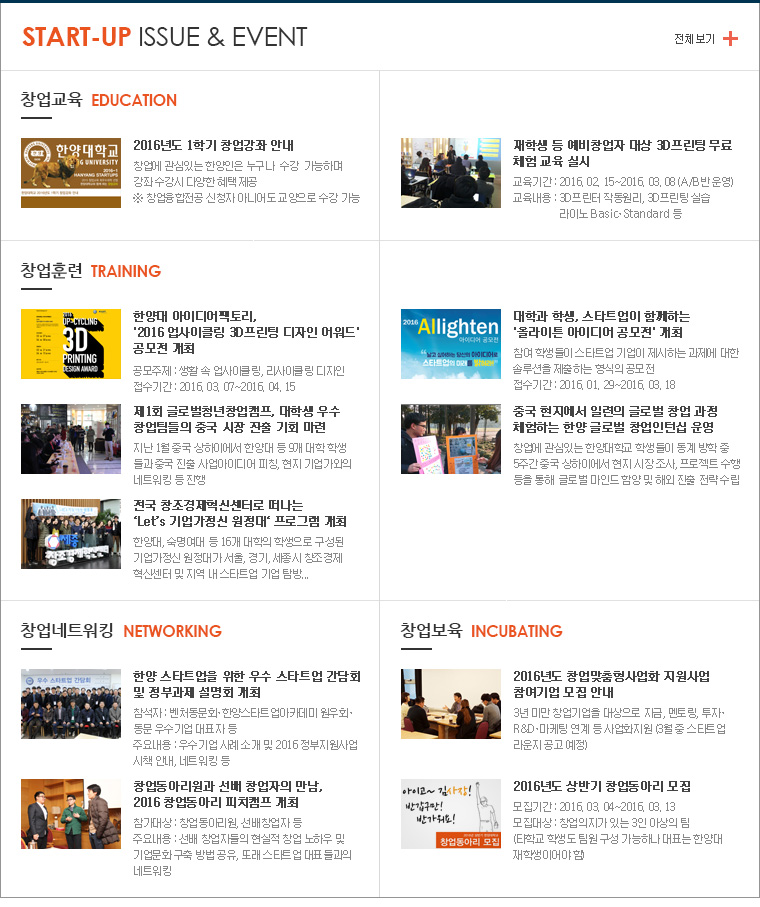 START-UP ISSUE & EVENT
전체보기
창업교육 EDUCATION
한양대학교
2016년도 1학기 창업강좌 안내
창업에 관심있는 한양인은 누구나 수강 가능하며
강좌 수강시 다양한 혜택 제공
※ 창업융합전공 신청자 아니어도 교양으로 수강 가능
재학생 등 예비창업자 대상 3D프린팅 무료
체험 교육 실시
교육기간 : 2016. 02. 15~2016. 03. 08 (A/B반 운영)
교육내용 : 3D프린터 작동원리, 3D프린팅 실습
라이노 Basic· Standard 등
창업훈련 TRAINING
3D
PRINTING
DESIGN AWARD
한양대 아이디어팩토리,
'2016 업사이클링 3D프린팅 디자인 어워드'
공모전 개최
공모주제 : 생활 속 업사이클링, 리사이클링 디자인
접수기간 : 2016. 03. 07~2016. 04. 15
2016 Allighten
아이디어 공모전
대학과 학생, 스타트업이 함께하는
'올라이튼 아이디어 공모전' 개최
참여 학생들이 스타트업 기업이 제시하는 과제에 대한
솔루션을 제출하는 형식의 공모전
접수기간 : 2016. 01. 29~2016. 03. 18
제1회 글로벌청년창업캠프, 대학생 우수
창업팀들의 중국 시장 진출 기회 마련
지난 1월 중국 상하이에서 한양대 등 9개 대학 학생
들과 중국 진출 사업아이디어 피칭, 현지 기업가와의
네트워킹 등 진행
중국 현지에서 일련의 글로벌 창업 과정
체험하는 한양 글로벌 창업인턴십 운영
창업에 관심있는 한양대학교 학생들이 동계 방학 중
5주간 중국 상하이에서 현지 시장 조사, 프로젝트 수행
등을 통해 글로벌 마인드 함양 및 해외 진출 전략 수립
전국 창조경제혁신센터로 떠나는
‘Let’s 기업가정신 원정대‘ 프로그램 개최
한양대, 숙명여대 등 16개 대학의 학생으로 구성된
기업가정신 원정대가 서울, 경기, 세종시 창조경제
혁신센터 및 지역 내 스타트업 기업 탐방...
창업네트워킹 NETWORKING
우수 스타트업 간담회
한양 스타트업을 위한 우수 스타트업 간담회
및 정부과제 설명회 개최
참석자 : 벤처동문회·한양스타트업아카데미 원우회·
동문 우수기업 대표자 등
주요내용 : 우수기업 사례 소개 및 2016 정부지원사업
시책 안내, 네트워킹 등
창업동아리원과 선배 창업자의 만남,
2016 창업동아리 피치캠프 개최
참가대상 : 창업동아리원, 선배창업자 등
주요내용 : 선배 창업자들의 현실적 창업 노하우 및
기업문화 구축 방법 공유, 또래 스타트업 대표들과의
네트워킹
창업보육 INCUBATING
2016년도 창업맞춤형사업화 지원사업
참여기업 모집 안내
3년 미만 창업기업을 대상으로 자금, 멘토링, 투자·
R&D·마케팅 연계 등 사업화지원 (3월 중 스타트업
라운지 공고 예정)
아이고~ 김사장!
반갑구만!
반가워요!
창업동아리 모집
2016년도 상반기 창업동아리 모집
모집기간 : 2016. 03. 04~2016. 03. 13
모집대상 : 창업의지가 있는 3인 이상의 팀
(타학교 학생도 팀원 구성 가능하나 대표는 한양대
재학생이어야 함)